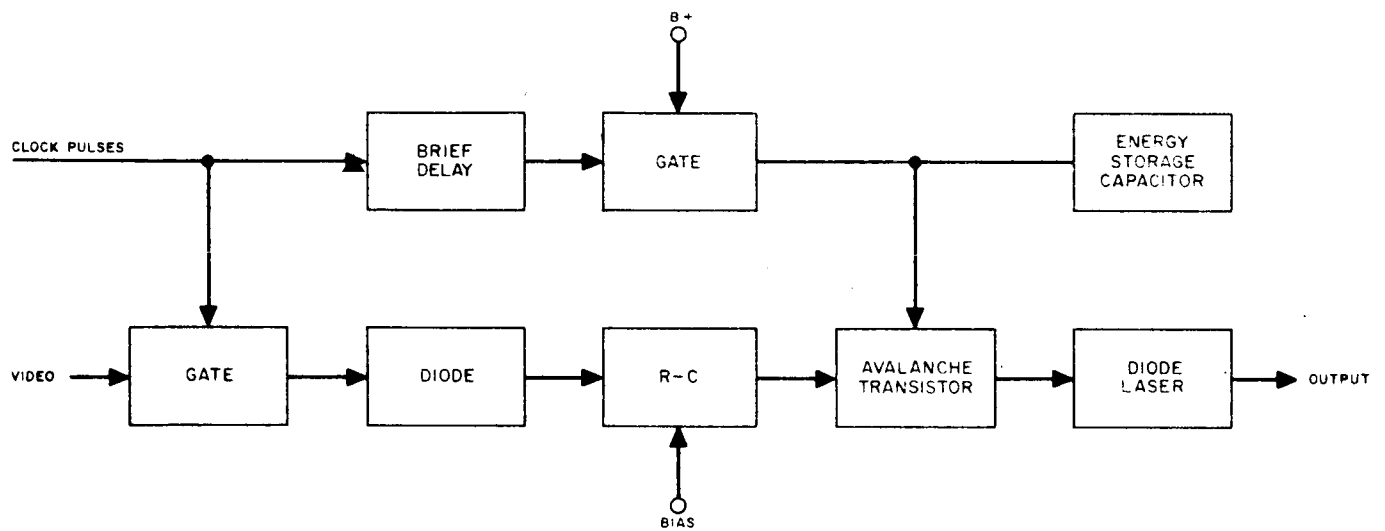 B+
CLOCK PULSES
BRIEF
DELAY
GATE
ENERGY
STORAGE
CAPACITOR
VIDEO
GATE
DIODE
R-C
AVALANCHE
TRANSISTOR
DIODE
LASER
OUTPUT
BIAS